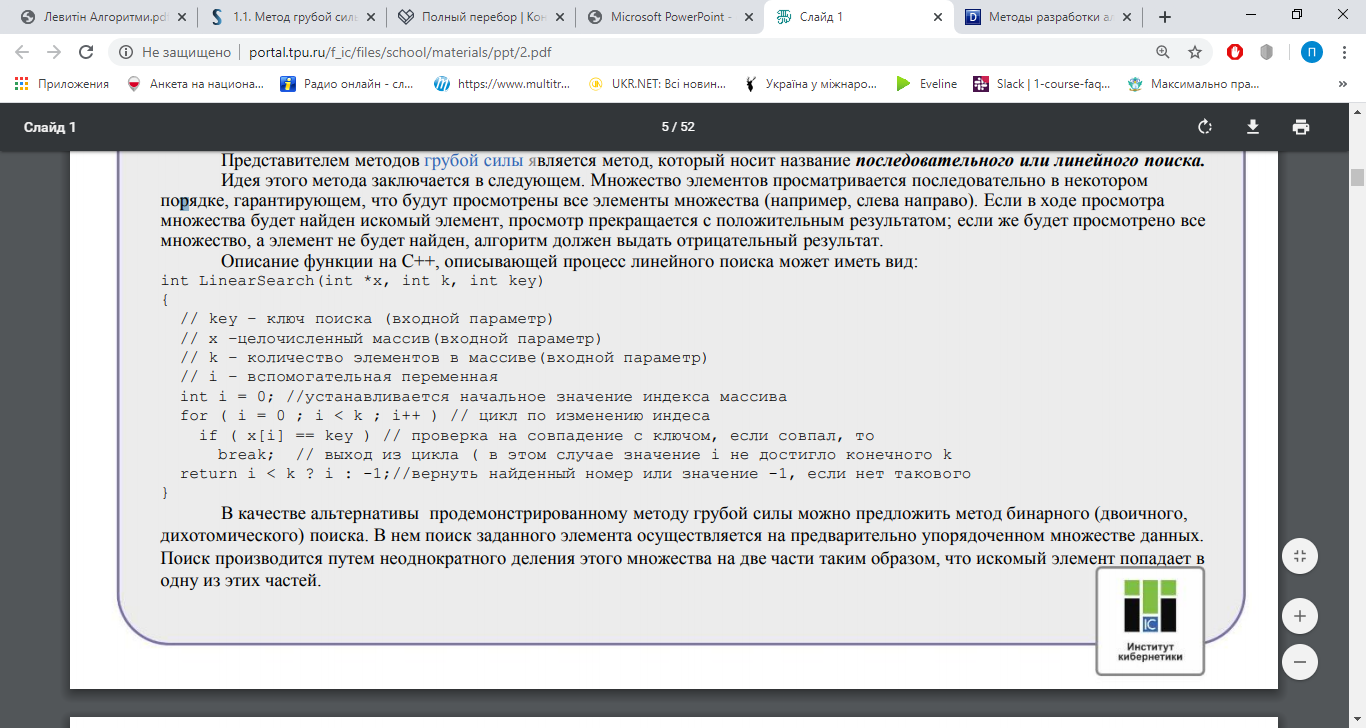 Левитін Алгоритми.pdf
1.1. Метод грубой сил
Полный перебор | Кон
Microsoft PowerPoint -
Слайд 1
Методы разработки ал
Не защищено
portal.tpu.ru/f_ic/files/school/materials/ppt/2.pdf
Приложения
Анкета на национа...
Радио онлайн - сл...
https://www.multitr...
UKR.NET: Всі новин...
Україна у міжнаро...
Eveline
Slack | 1-course-faq...
Максимально пра...
»
Слайд 1
5 / 52
Представителем методов грубой силы является метод, который носит название последовательного или линейного поиска.
Идея этого метода заключается в следующем. Множество элементов просматривается последовательно в некотором
порядке, гарантирующем, что будут просмотрены все элементы множества (например, слева направо). Если в ходе просмотра
множества будет найден искомый элемент, просмотр прекращается с положительным результатом; если же будет просмотрено все
множество, а элемент не будет найден, алгоритм должен выдать отрицательный результат.
Описание функции на С++, описывающей процесс линейного поиска может иметь вид:
int LinearSearch(int *x, int k, int key)
{
// key – ключ поиска (входной параметр)
// x –целочисленный массив(входной параметр)
// k – количество элементов в массиве(входной параметр)
// i – вспомогательная переменная
int i = 0; //устанавливается начальное значение индекса массива
for ( i = 0 ; i < k ; i++ ) // цикл по изменению индеса
if ( x[i] == key ) // проверка на совпадение с ключом, если совпал, то
break;  // выход из цикла ( в этом случае значение i не достигло конечного k
return i < k ? i : -1;//вернуть найденный номер или значение -1, если нет такового
}
В качестве альтернативы продемонстрированному методу грубой силы можно предложить метод бинарного (двоичного,
дихотомического) поиска. В нем поиск заданного элемента осуществляется на предварительно упорядоченном множестве данных.
Поиск производится путем неоднократного деления этого множества на две части таким образом, что искомый элемент попадает в
одну из этих частей.
IC
Институт
кибернетики